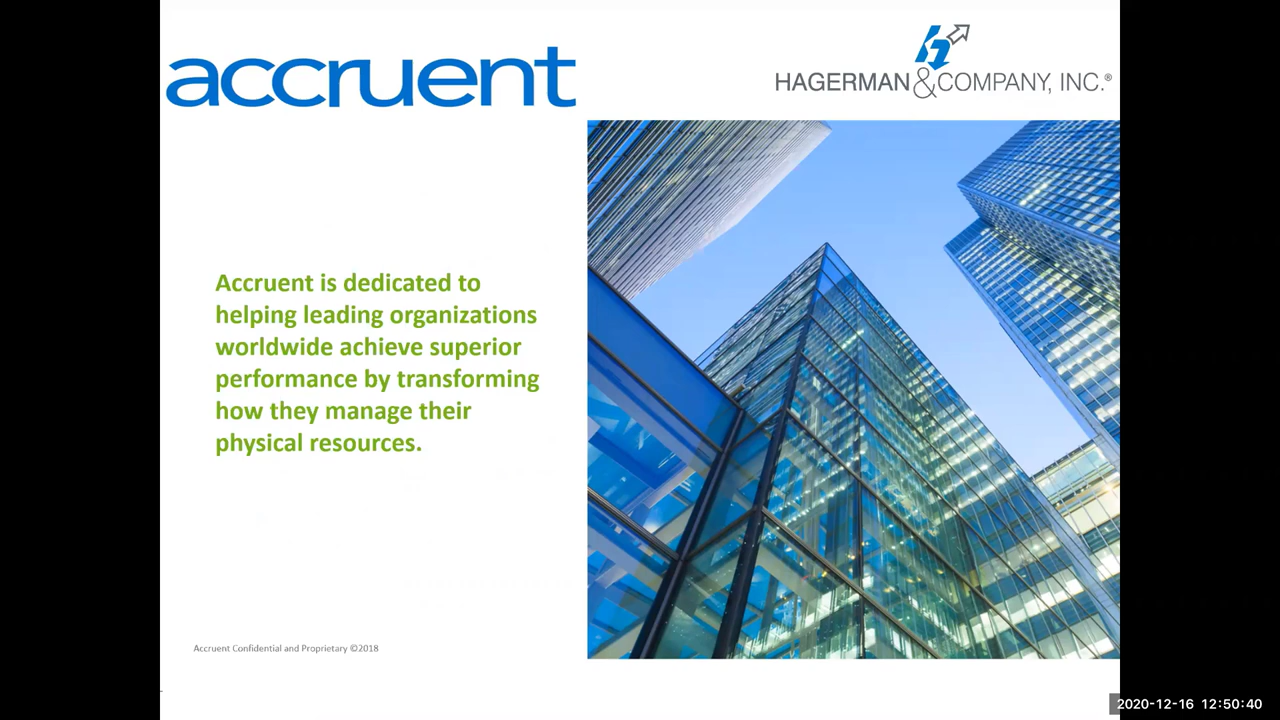 accruent
HAGERMAN & COMPANY, INC.®
Accruent is dedicated to
helping leading organizations
worldwide achieve superior
performance by transforming
how they manage their
physical resources.
Accruent Confidential and Proprietary ©2018
2020-12-16 12:50:40